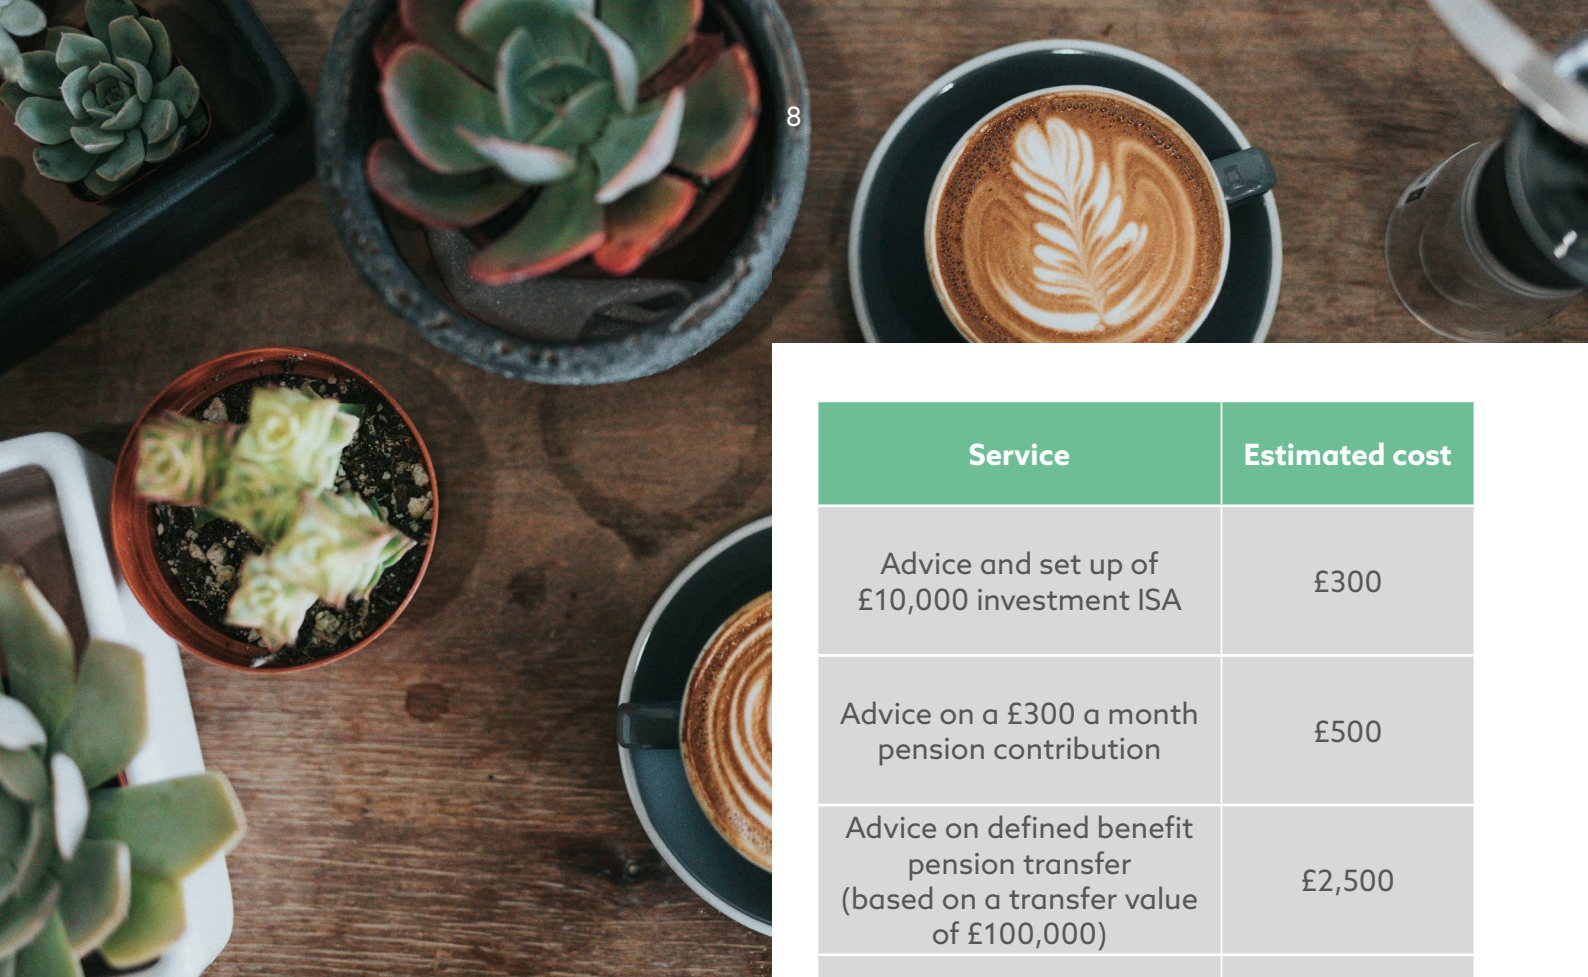 8
Service
Estimated cost
Advice and set up of
£10,000 investment ISA
£300
Advice on a £300 a month
pension contribution
£500
Advice on defined benefit
pension transfer
(based on a transfer value
of £100,000)
£2,500